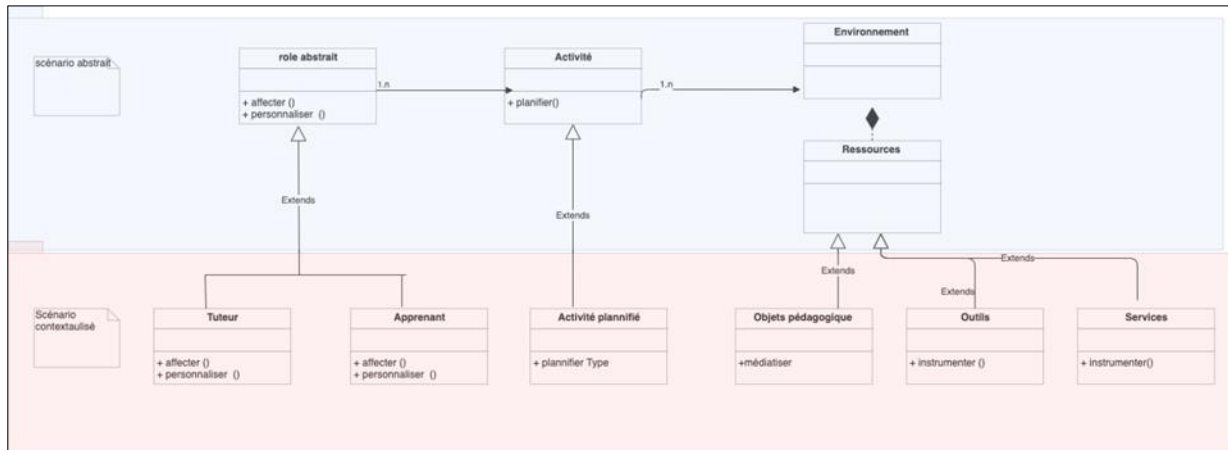 Environnement
scénario abstrait
role abstrait
Activité
1.n
1.n
+ affecter ()
+ personnaliser ()
+ planifier()
Ressources
Extends
Extends
Extends
Extends
Extends
Scénario
contextaulisé
Tuteur
Apprenant
Activité plannifié
Objets pédagogique
Outils
Services
+ affecter ()
+ personnaliser ()
+ affecter ()
+ personnaliser ()
+ plannifier Type
+médiatiser
+ instrumenter ()
+ instrumenter()